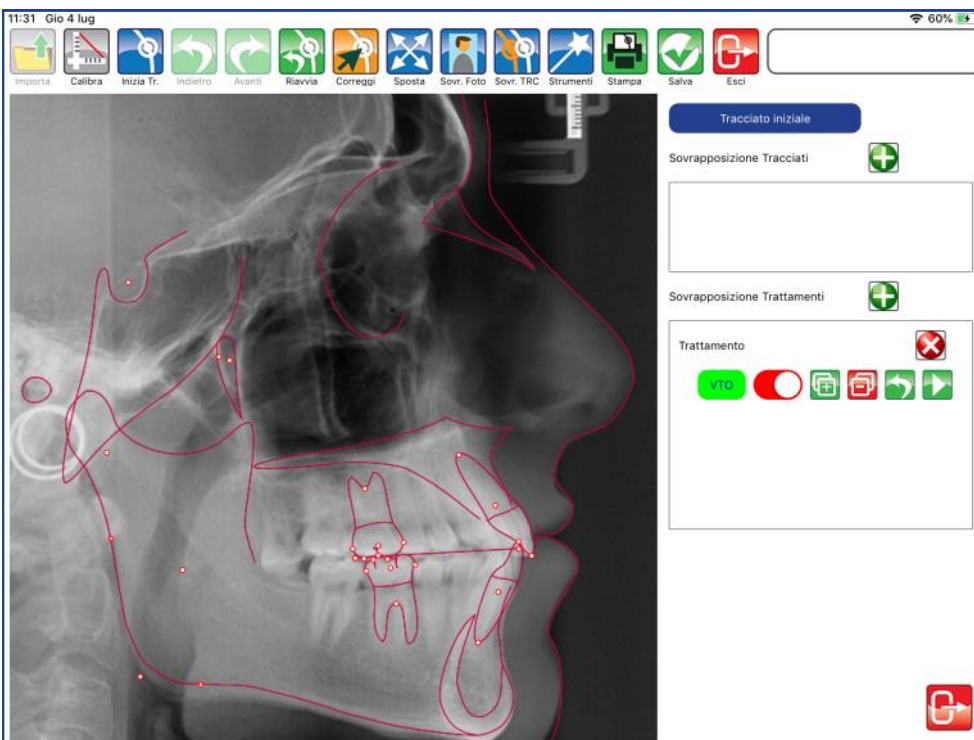 11:31 Gio 4 lug 60%
Importa Calibra Inizia Tr. Indietro Avanti Riavvia Correggi Sposta Sovr. Foto Sovr. TRC Strumenti Stampa Salva Esci
Tracciato iniziale
Sovrapposizione Tracciati
Sovrapposizione Trattamenti
Trattamento
VTO